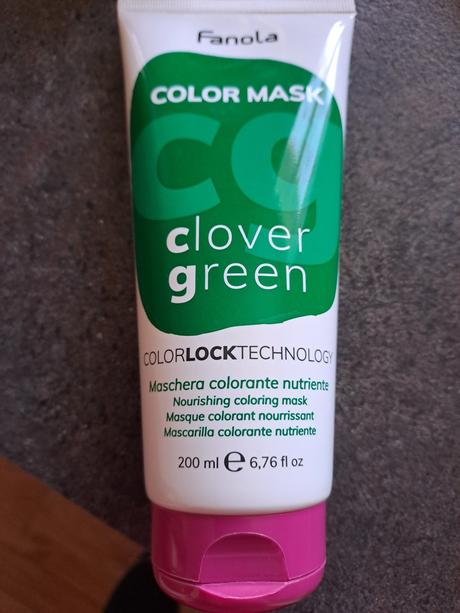 Fanola
COLOR MASK
cg
clover
green
COLORLOCKTECHNOLOGY
Maschera colorante nutriente
Nourishing coloring mask
Masque colorant nourrissant
Mascarilla colorante nutriente
200 ml e 6,76 fl oz